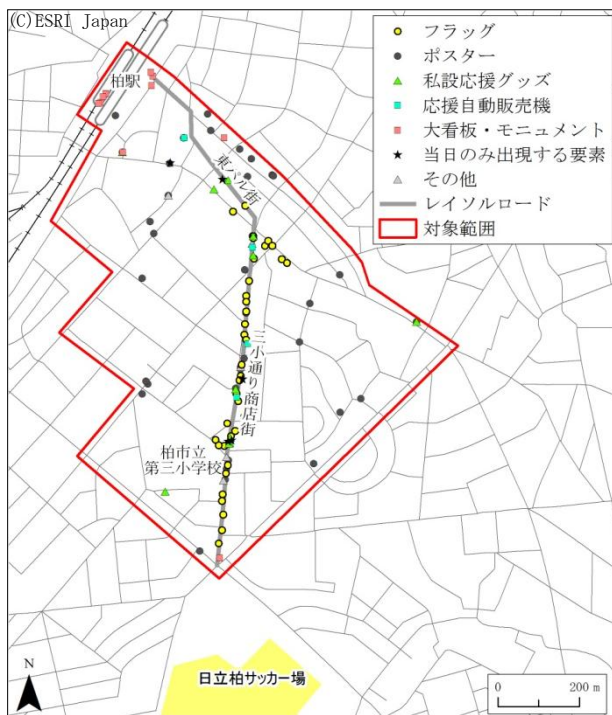 (C)ESRI Japan
フラッグ
ポスター
私設応援グッズ
応援自動販売機
大看板・モニュメント
当日のみ出現する要素
その他
レイソルロード
対象範囲
柏駅
東パル街
三小通り商店街
柏市立
第三小学校
日立柏サッカー場
N
0 200 m